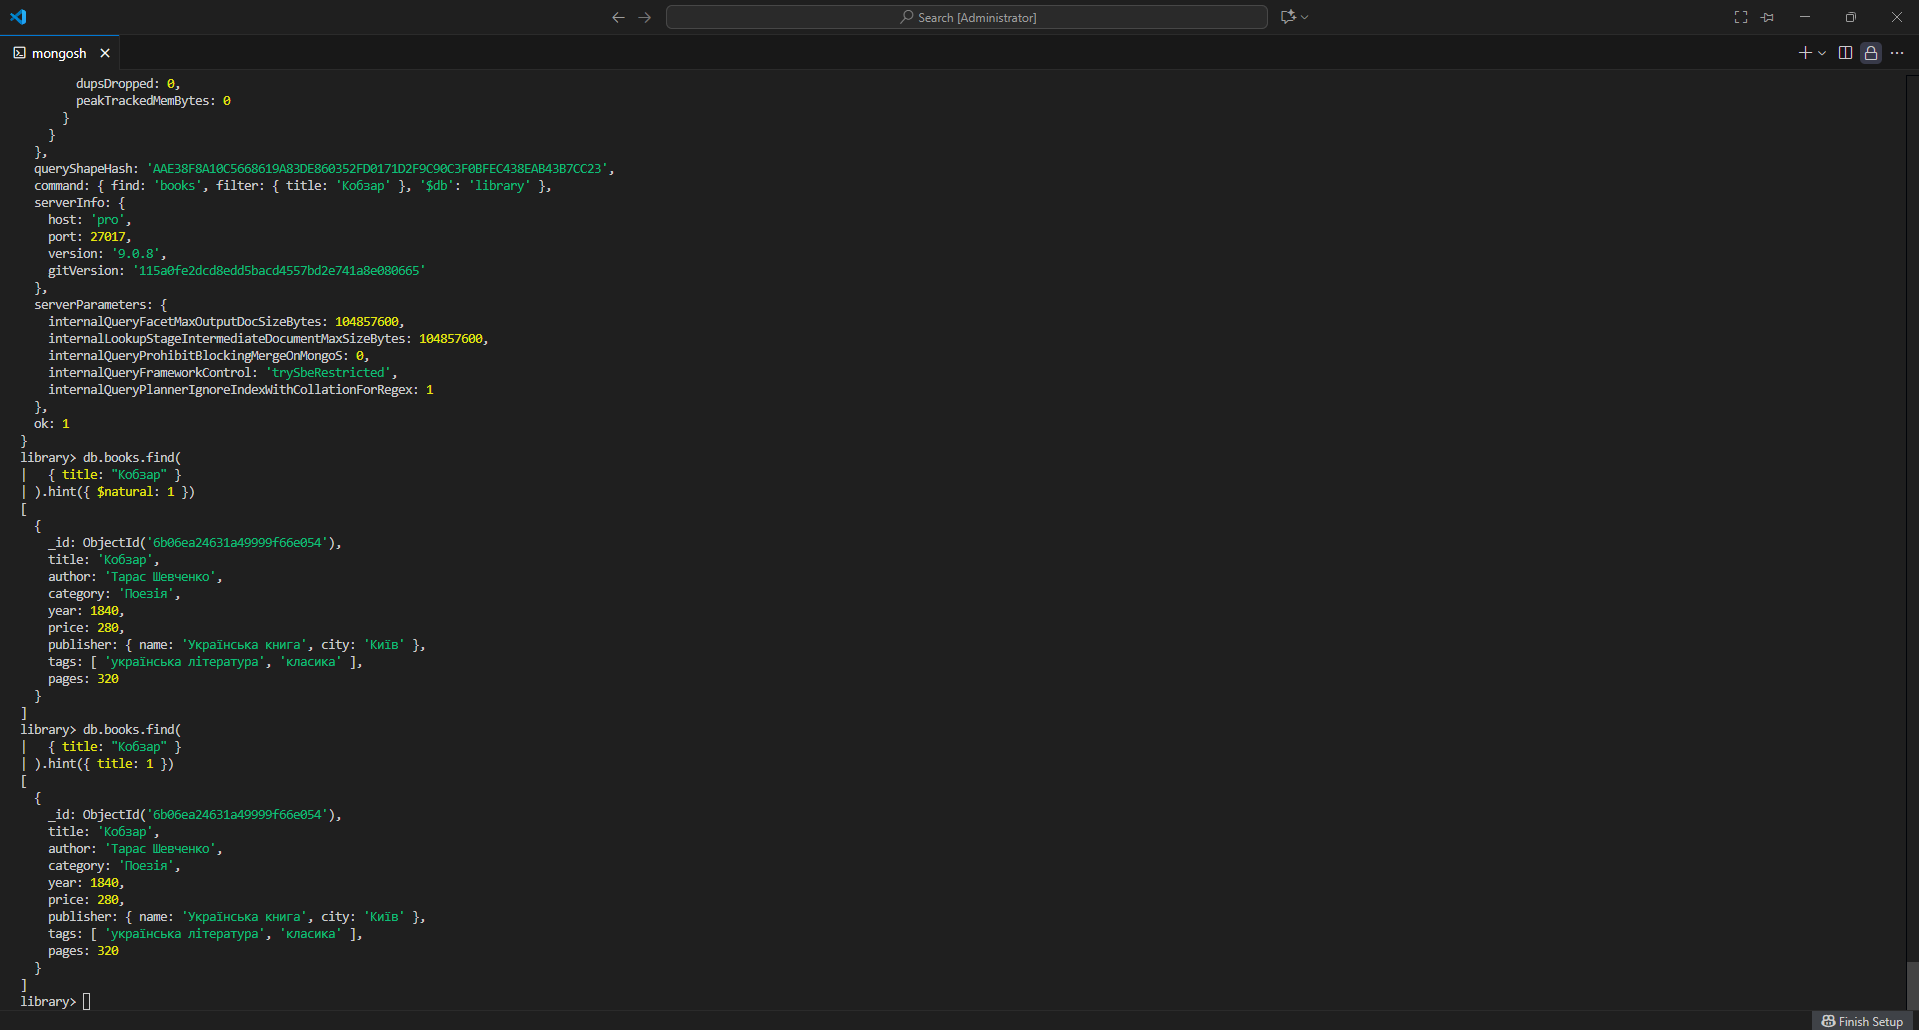 Search [Administrator]
mongosh
dupsDropped: 0,
peakTrackedMemBytes: 0
}
}
},
queryShapeHash: 'AAE38F8A10C5668619A83DE860352FD0171D2F9C90C3F0BFEC438EAB43B7CC23',
command: { find: 'books', filter: { title: 'Кобзар' }, '$db': 'library' },
serverInfo: {
host: 'pro',
port: 27017,
version: '9.0.8',
gitVersion: '115a0fe2dcd8edd5bacd4557bd2e741a8e080665'
},
serverParameters: {
internalQueryFacetMaxOutputDocSizeBytes: 104857600,
internalLookupStageIntermediateDocumentMaxSizeBytes: 104857600,
internalQueryProhibitBlockingMergeOnMongoS: 0,
internalQueryFrameworkControl: 'trySbeRestricted',
internalQueryPlannerIgnoreIndexWithCollationForRegex: 1
},
ok: 1
}
library> db.books.find(
| { title: "Кобзар" }
| ).hint({ $natural: 1 })
[
{
_id: ObjectId('6b06ea24631a49999f66e054'),
title: 'Кобзар',
author: 'Тарас Шевченко',
category: 'Поезія',
year: 1840,
price: 280,
publisher: { name: 'Українська книга', city: 'Київ' },
tags: [ 'українська література', 'класика' ],
pages: 320
}
]
library> db.books.find(
| { title: "Кобзар" }
| ).hint({ title: 1 })
[
{
_id: ObjectId('6b06ea24631a49999f66e054'),
title: 'Кобзар',
author: 'Тарас Шевченко',
category: 'Поезія',
year: 1840,
price: 280,
publisher: { name: 'Українська книга', city: 'Київ' },
tags: [ 'українська література', 'класика' ],
pages: 320
}
]
library>
Finish Setup